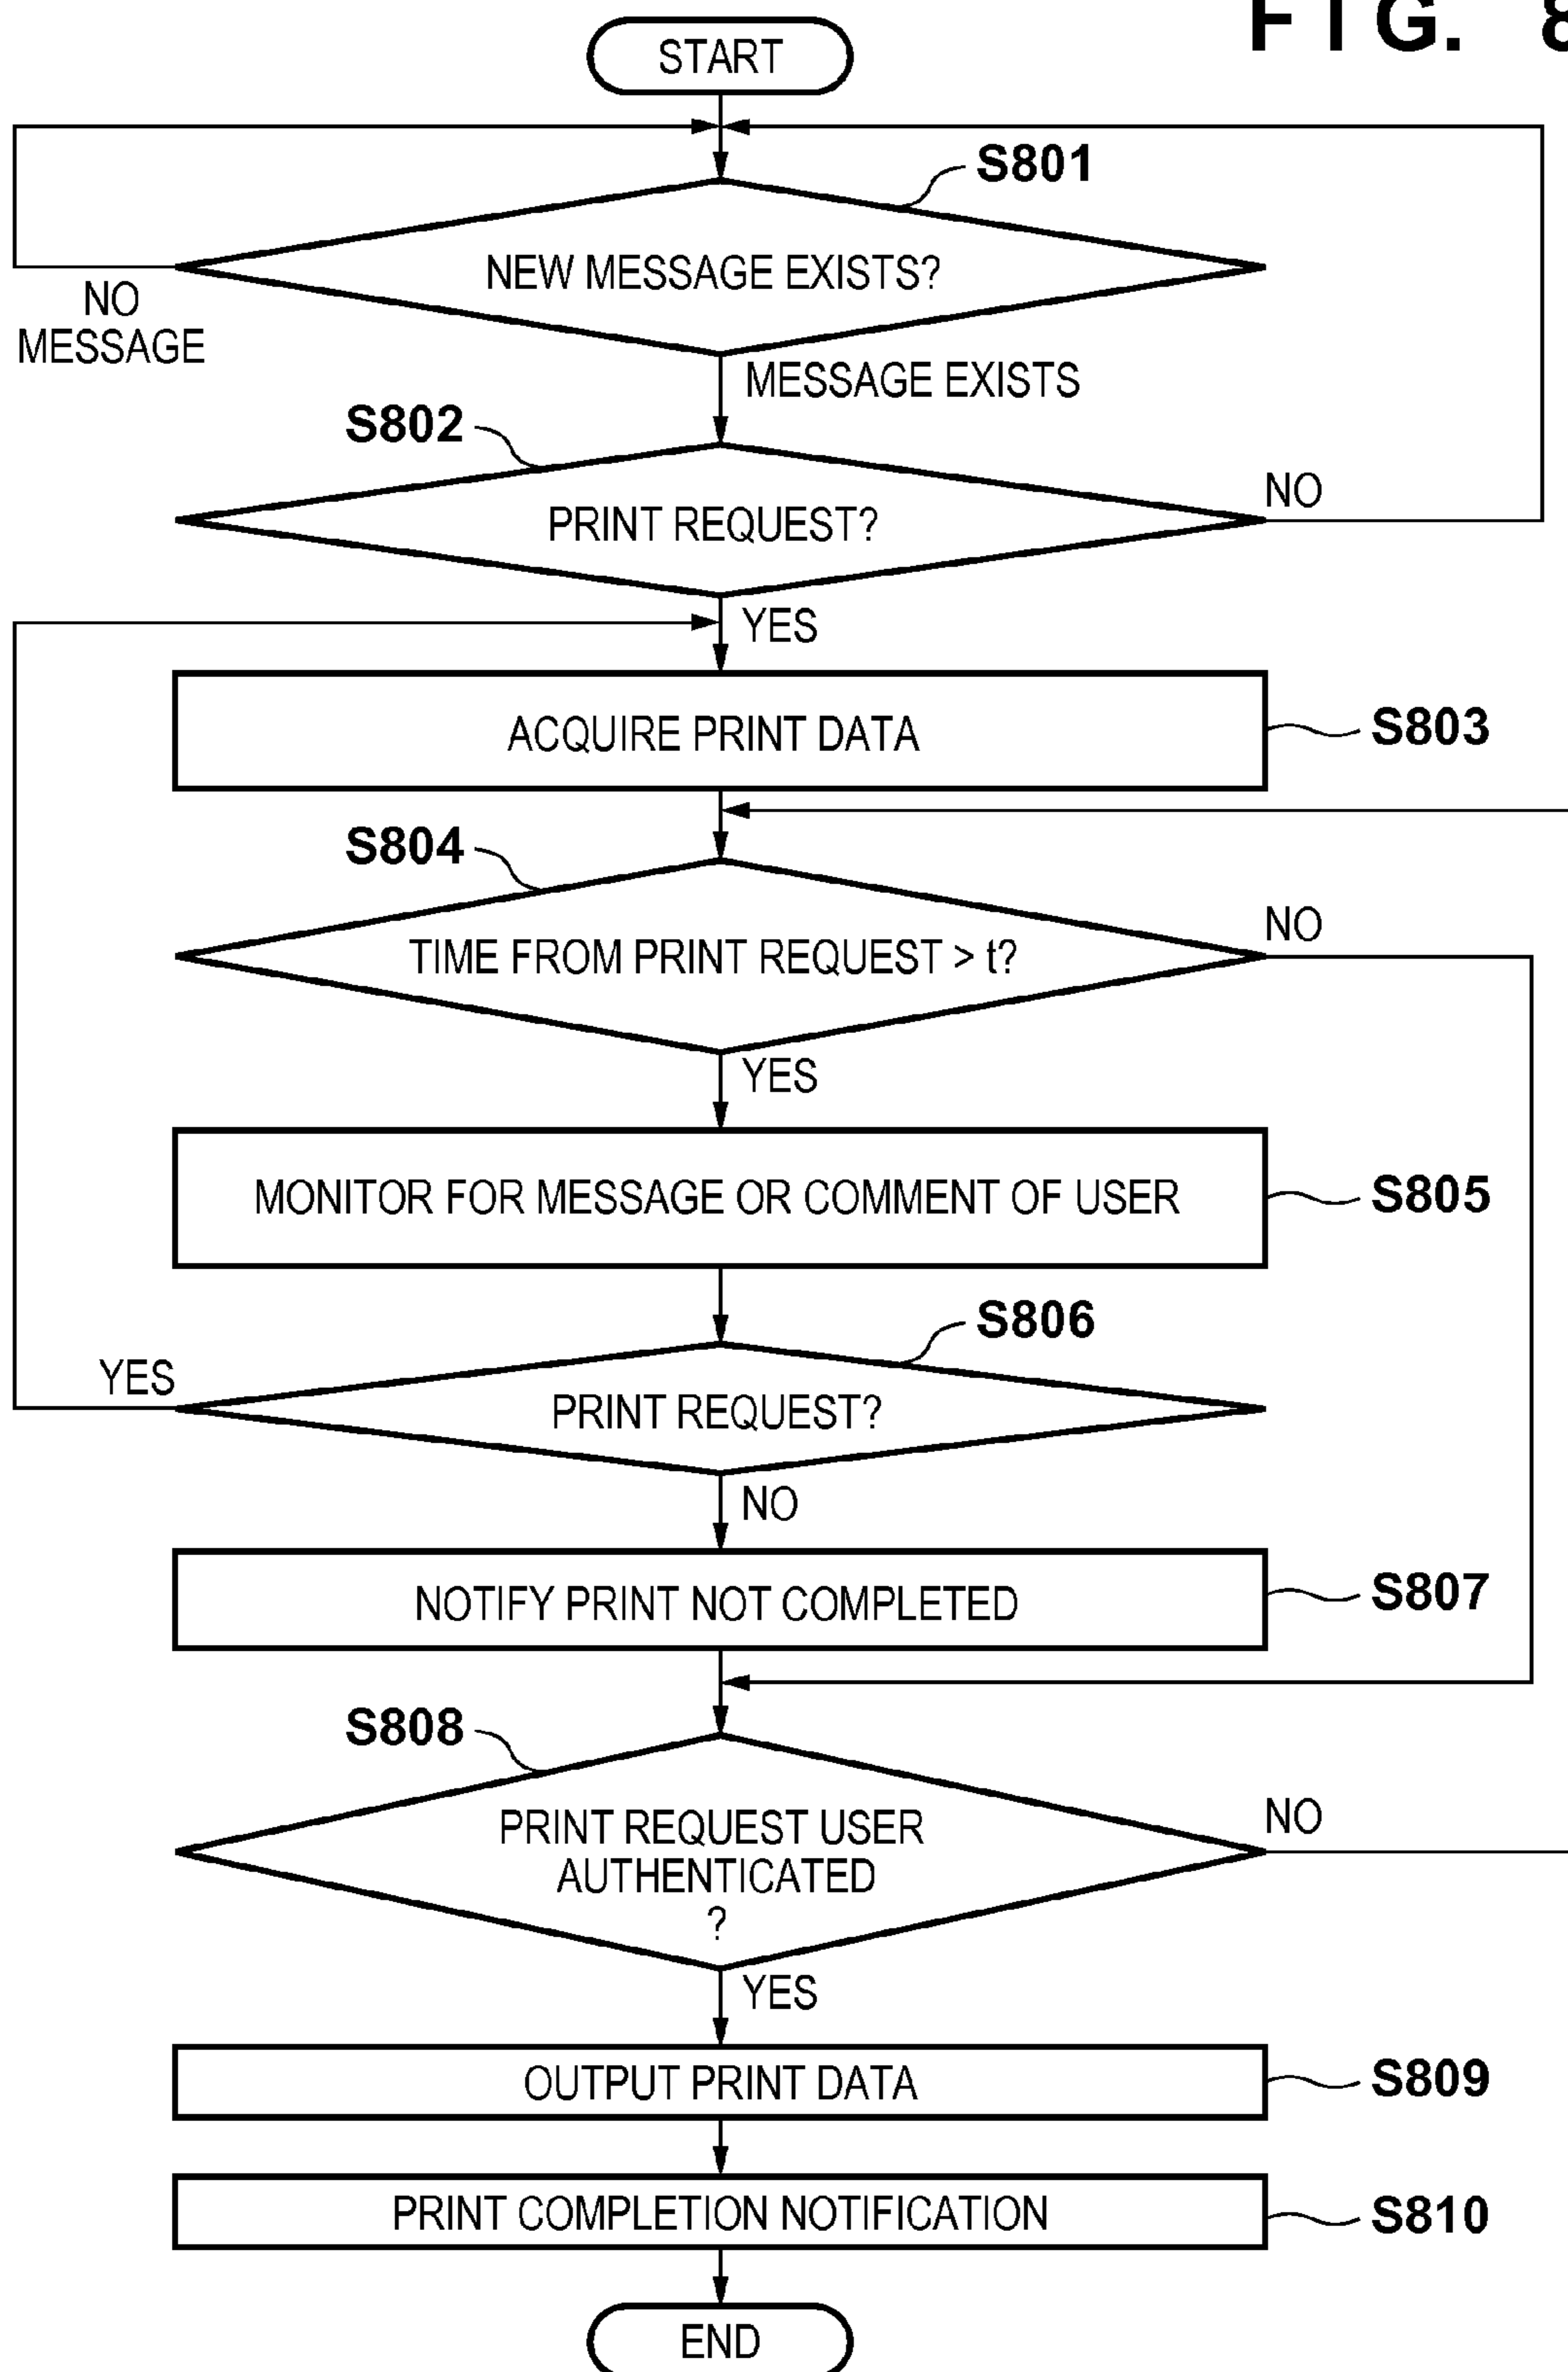 FIG. 8
START
S801
NEW MESSAGE EXISTS?
NO
MESSAGE
MESSAGE EXISTS
S802
PRINT REQUEST?
NO
YES
ACQUIRE PRINT DATA
S803
S804
TIME FROM PRINT REQUEST > t?
NO
YES
MONITOR FOR MESSAGE OR COMMENT OF USER
S805
S806
YES
PRINT REQUEST?
NO
NOTIFY PRINT NOT COMPLETED
S807
S808
PRINT REQUEST USER
AUTHENTICATED
?
NO
YES
OUTPUT PRINT DATA
S809
PRINT COMPLETION NOTIFICATION
S810
END